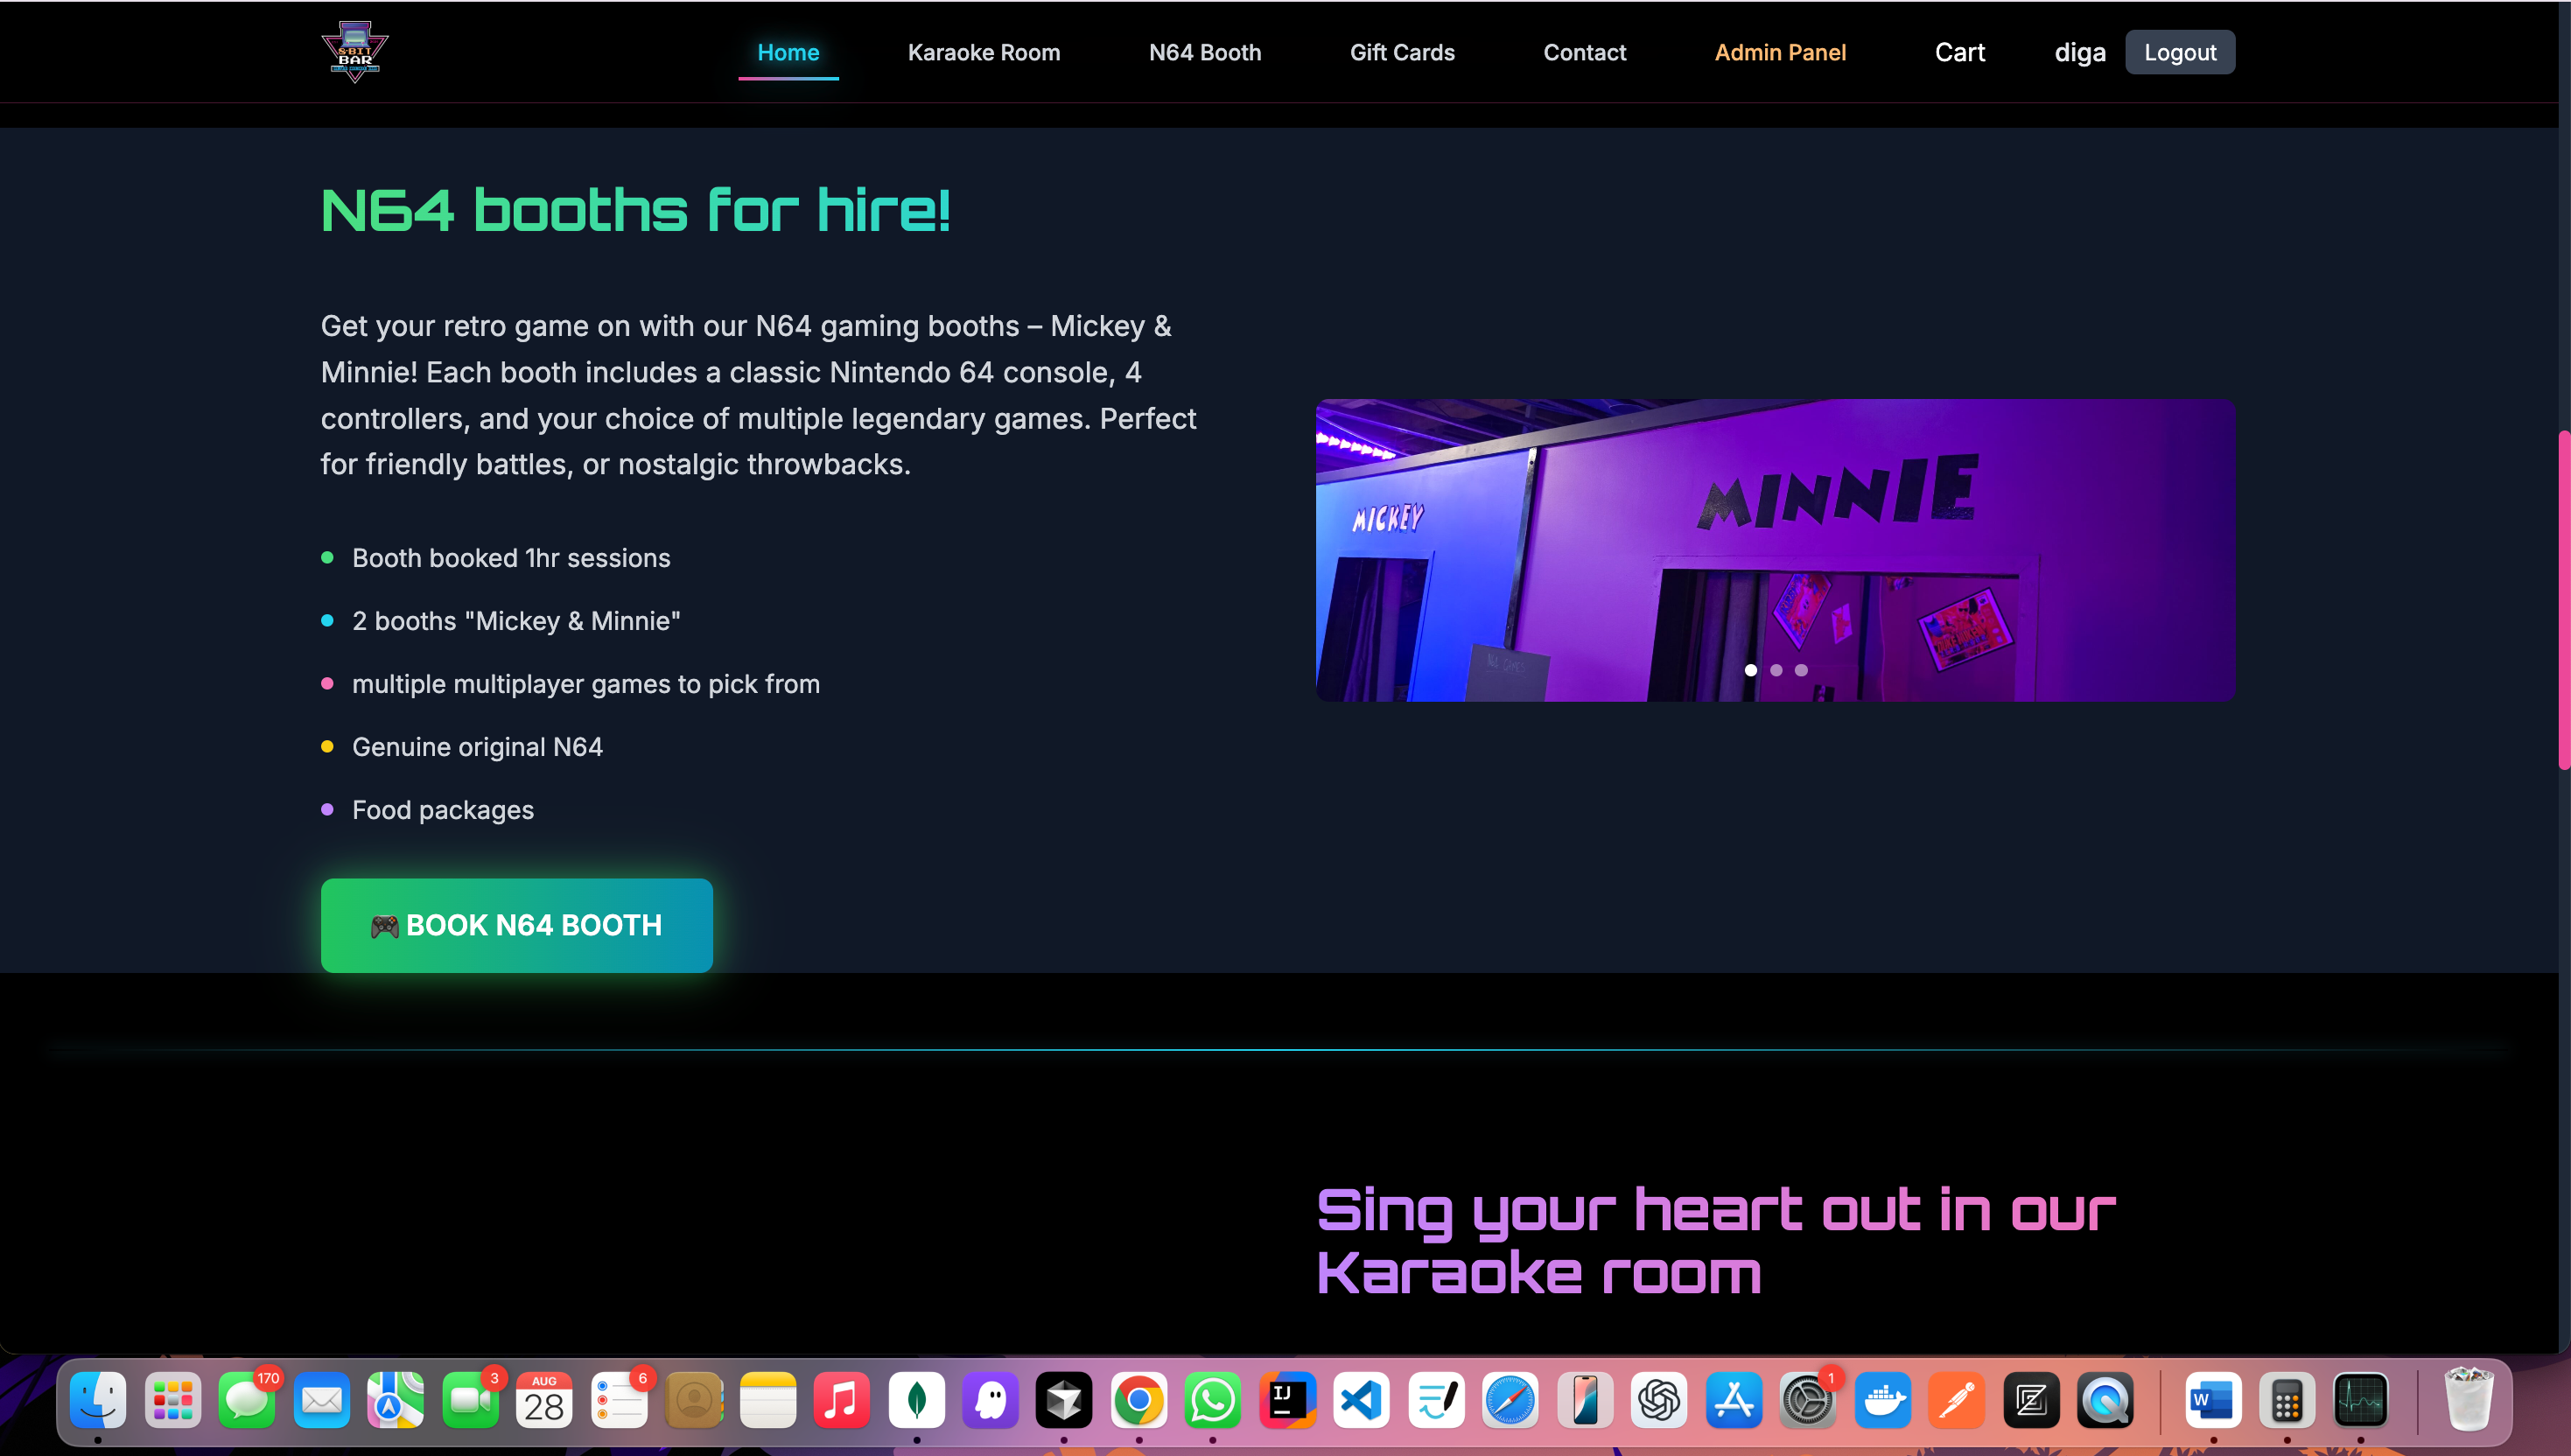 8-BIT
BAR
Home
Karaoke Room
N64 Booth
Gift Cards
Contact
Admin Panel
Cart
diga
Logout
N64 booths for hire!
Get your retro game on with our N64 gaming booths – Mickey &
Minnie! Each booth includes a classic Nintendo 64 console, 4
controllers, and your choice of multiple legendary games. Perfect
for friendly battles, or nostalgic throwbacks.
Booth booked 1hr sessions
2 booths "Mickey & Minnie"
multiple multiplayer games to pick from
Genuine original N64
Food packages
MICKEY
MINNIE
BOOK N64 BOOTH
Sing your heart out in our
Karaoke room
170
3
AUG
28
6
IJ
1
W